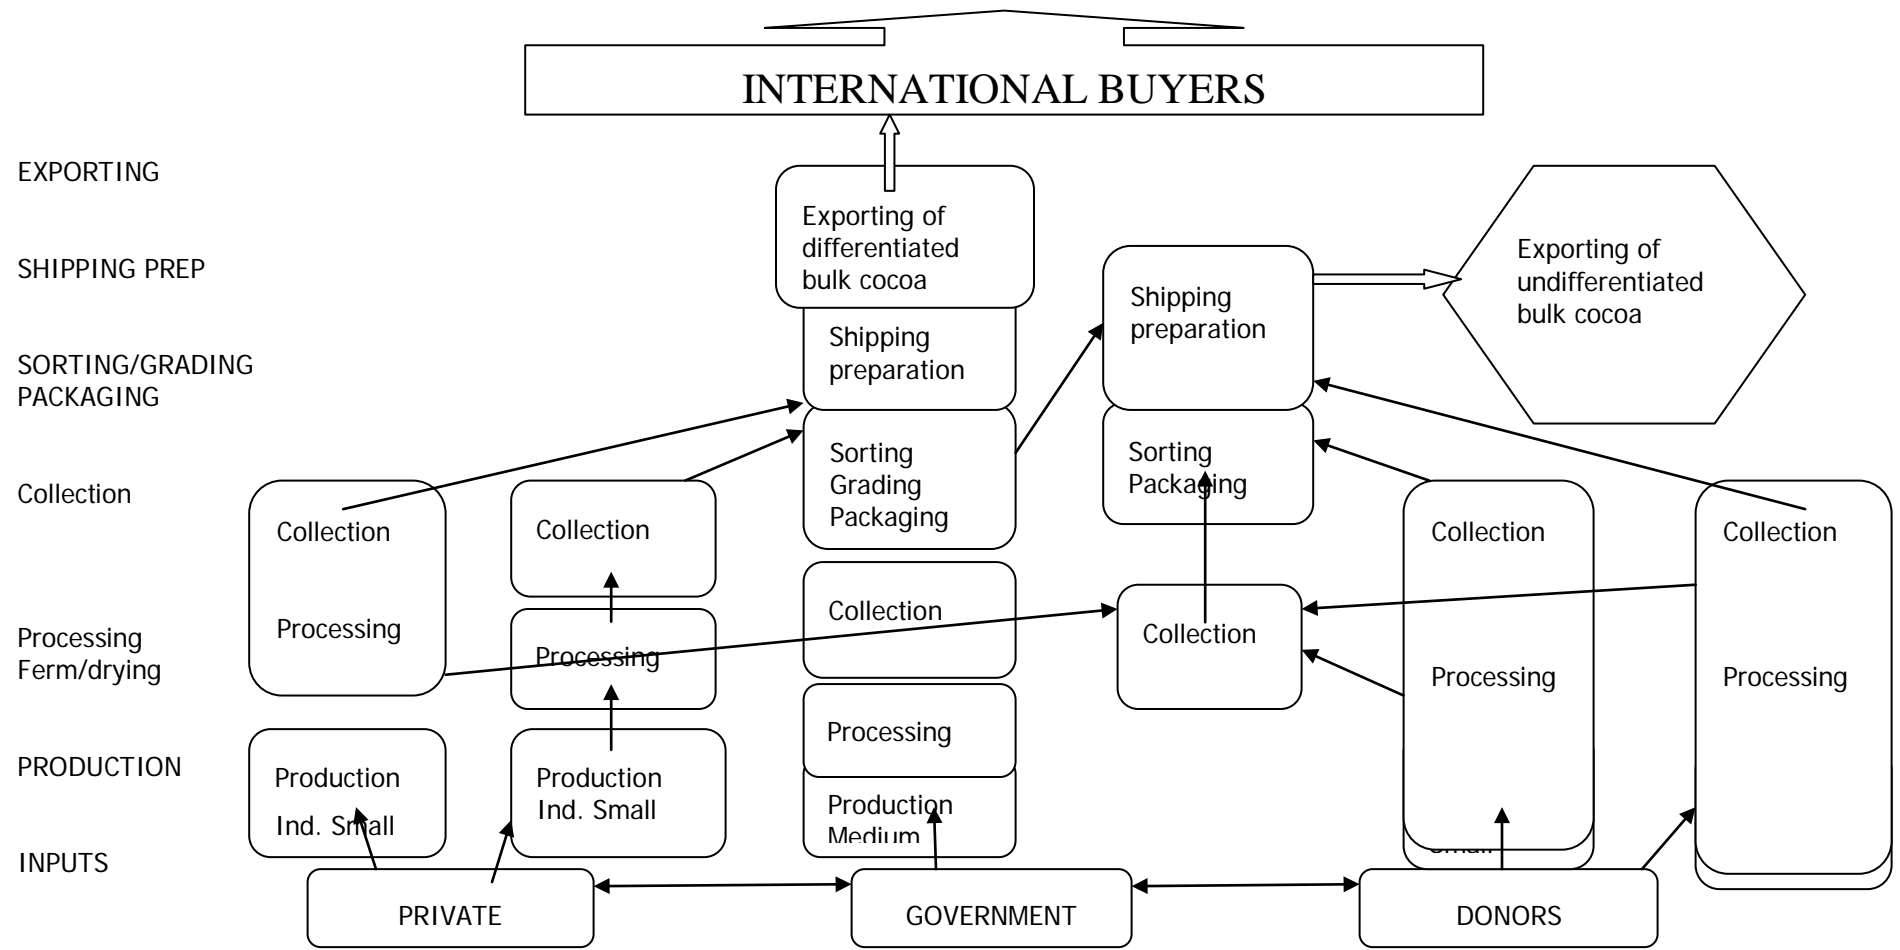 INTERNATIONAL BUYERS
EXPORTING
SHIPPING PREP
SORTING/GRADING
PACKAGING
Collection
Processing
Ferm/drying
PRODUCTION
INPUTS
Exporting of
differentiated
bulk cocoa
Shipping
preparation
Sorting
Grading
Packaging
Collection
Processing
Production
Medium
Shipping
preparation
Sorting
Packaging
Collection
Exporting of
undifferentiated
bulk cocoa
Collection
Processing
Production
Ind. Small
Collection
Processing
Production
Ind. Small
Collection
Processing
Collection
Processing
PRIVATE
GOVERNMENT
DONORS